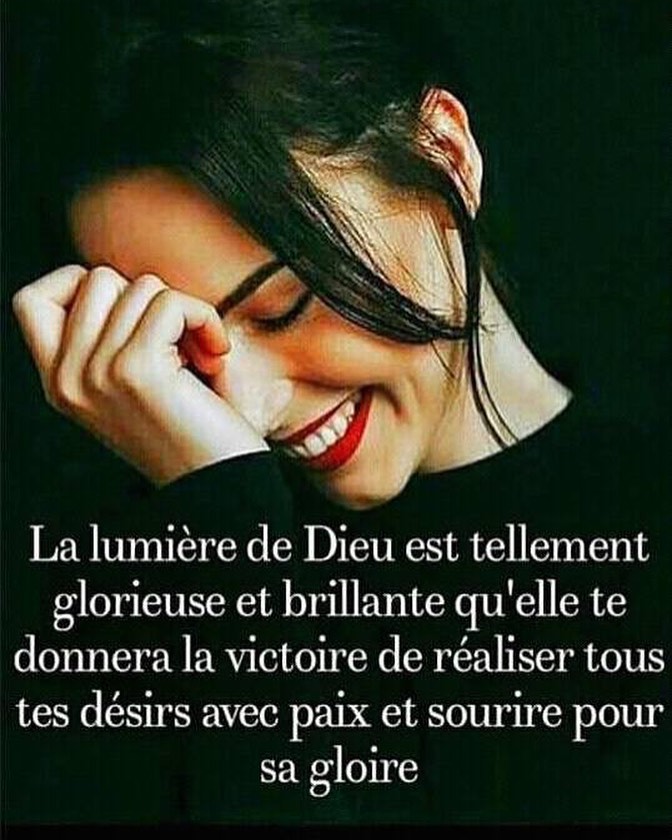 La lumière de Dieu est tellement
glorieuse et brillante qu'elle te
donnera la victoire de réaliser tous
tes désirs avec paix et sourire pour
sa gloire